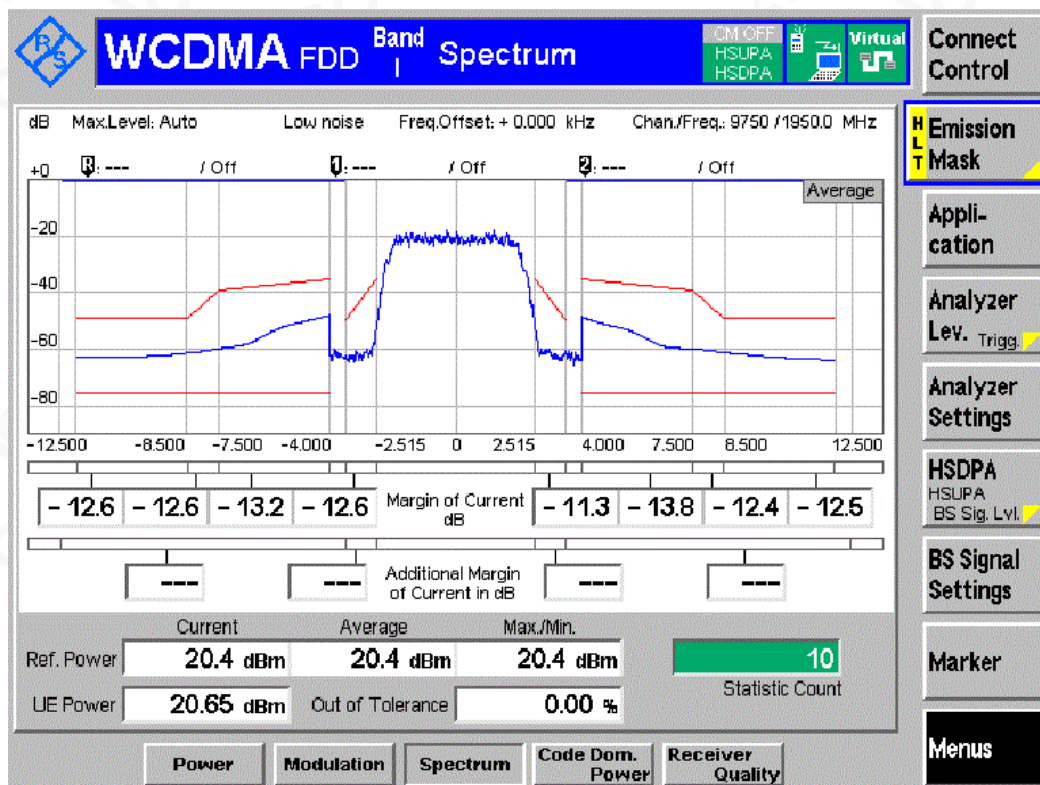 R&S WCDMA FDD Band I Spectrum CM OFF HSUPA HSDPA Virtual
Connect Control
dB Max.Level: Auto Low noise Freq.Offset: + 0.000 kHz Chan./Freq.: 9750 / 1950.0 MHz
HLT Emission Mask
R: --- / Off 1: --- / Off 2: --- / Off
Average
+0
-20
-40
-60
-80
-12.500 -8.500 -7.500 -4.000 -2.515 0 2.515 4.000 7.500 8.500 12.500
Appli-
cation
Analyzer
Lev. Trigg.
Analyzer
Settings
HSDPA
HSUPA
BS Sig. Lvl.
- 12.6 - 12.6 - 13.2 - 12.6 Margin of Current dB - 11.3 - 13.8 - 12.4 - 12.5
BS Signal
Settings
--- --- Additional Margin of Current in dB --- ---
Current Average Max./Min.
Ref. Power 20.4 dBm 20.4 dBm 20.4 dBm 10
Statistic Count
Marker
UE Power 20.65 dBm Out of Tolerance 0.00 %
Menus
Power Modulation Spectrum Code Dom. Power Receiver Quality